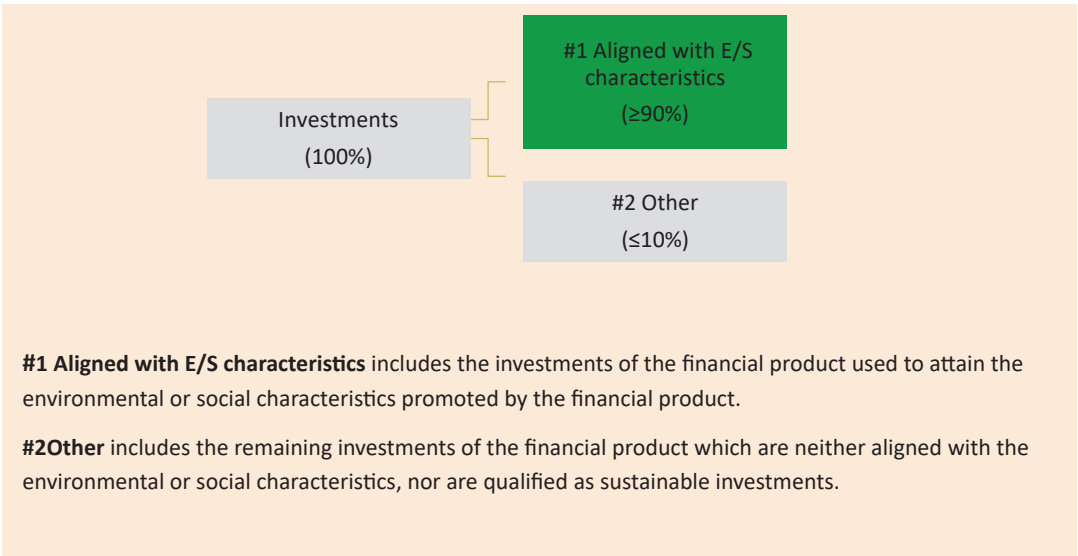 #1 Aligned with E/S
characteristics
(≥90%)
Investments
(100%)
#2 Other
(≤10%)
#1 Aligned with E/S characteristics includes the investments of the financial product used to attain the
environmental or social characteristics promoted by the financial product.
#2Other includes the remaining investments of the financial product which are neither aligned with the
environmental or social characteristics, nor are qualified as sustainable investments.